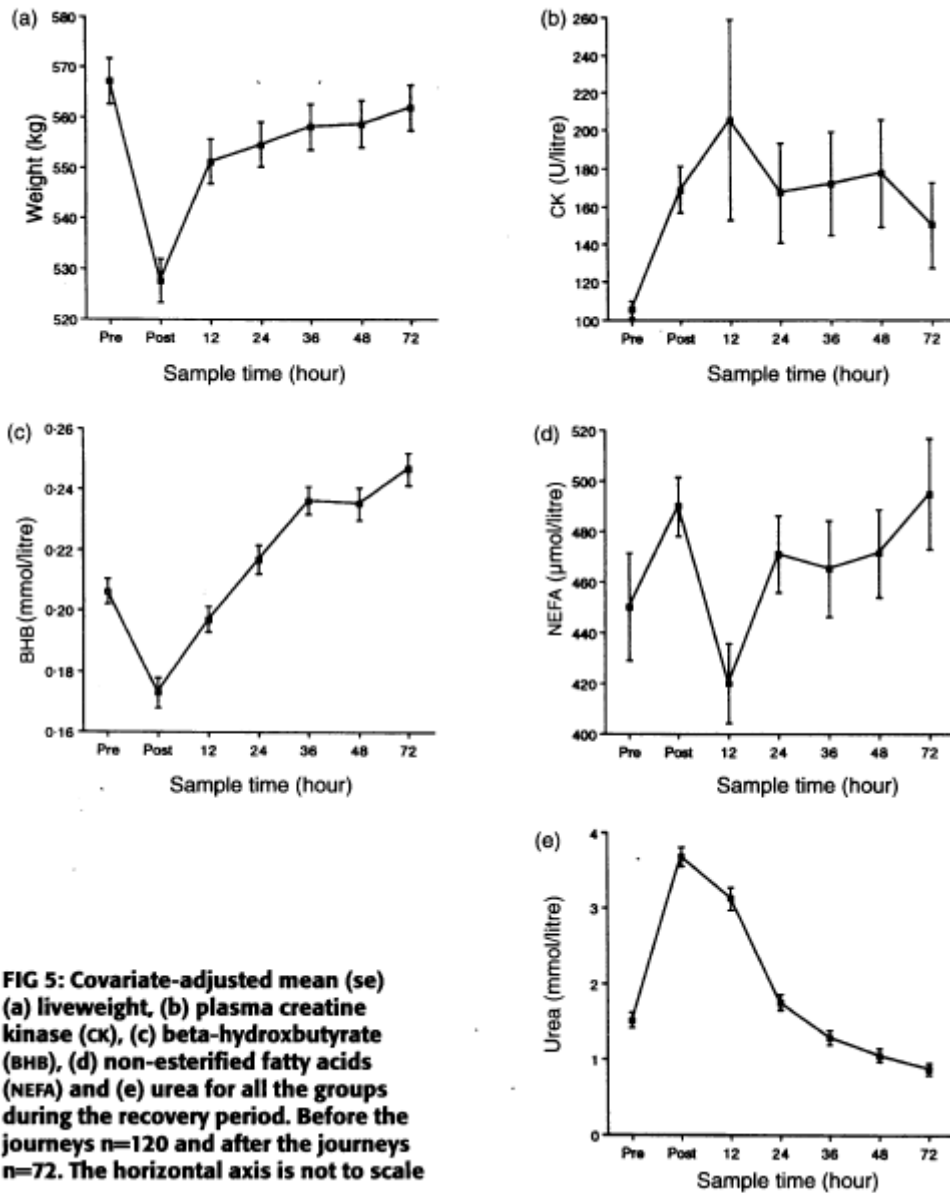 (a)
580
570
560
550
540
530
520
Weight (kg)
Pre Post 12 24 36 48 72
Sample time (hour)
(b)
260
220
200
180
160
140
120
100
CK (U/litre)
Pre Post 12 24 36 48 72
Sample time (hour)
(c)
0·26
0·24
0·22
0·20
0·18
0·16
BHB (mmol/litre)
Pre Post 12 24 36 48 72
Sample time (hour)
(d)
520
500
480
460
440
420
400
NEFA (µmol/litre)
Pre Post 12 24 36 48 72
Sample time (hour)
(e)
4
3
2
1
0
Urea (mmol/litre)
Pre Post 12 24 36 48 72
Sample time (hour)
FIG 5: Covariate-adjusted mean (se)
(a) liveweight, (b) plasma creatine
kinase (CK), (c) beta-hydroxbutyrate
(BHB), (d) non-esterified fatty acids
(NEFA) and (e) urea for all the groups
during the recovery period. Before the
journeys n=120 and after the journeys
n=72. The horizontal axis is not to scale